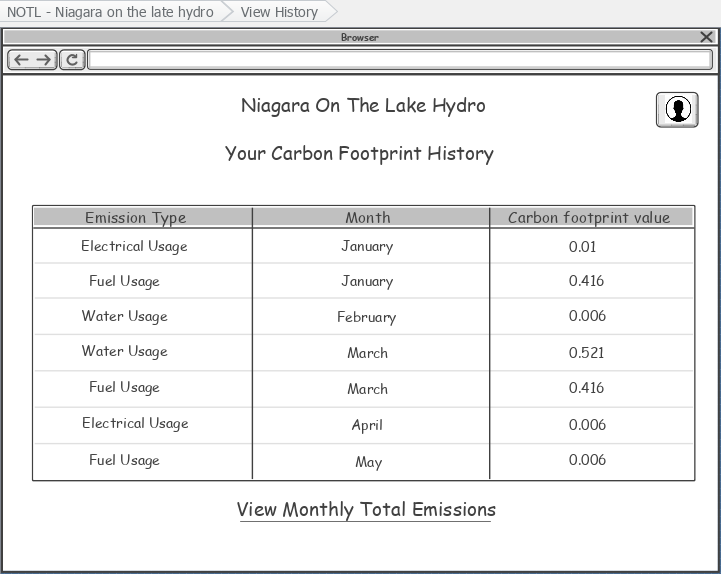 NOTL - Niagara on the late hydro View History
Browser
Niagara On The Lake Hydro
Your Carbon Footprint History
Emission Type Month Carbon footprint value
Electrical Usage January 0.01
Fuel Usage January 0.416
Water Usage February 0.006
Water Usage March 0.521
Fuel Usage March 0.416
Electrical Usage April 0.006
Fuel Usage May 0.006
View Monthly Total Emissions